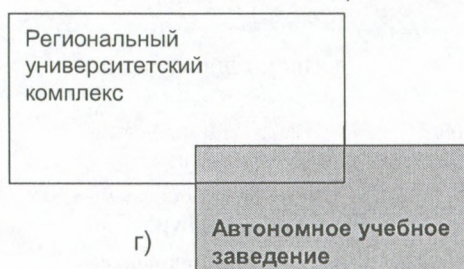 Региональный
университетский
комплекс
г)
Автономное учебное
заведение